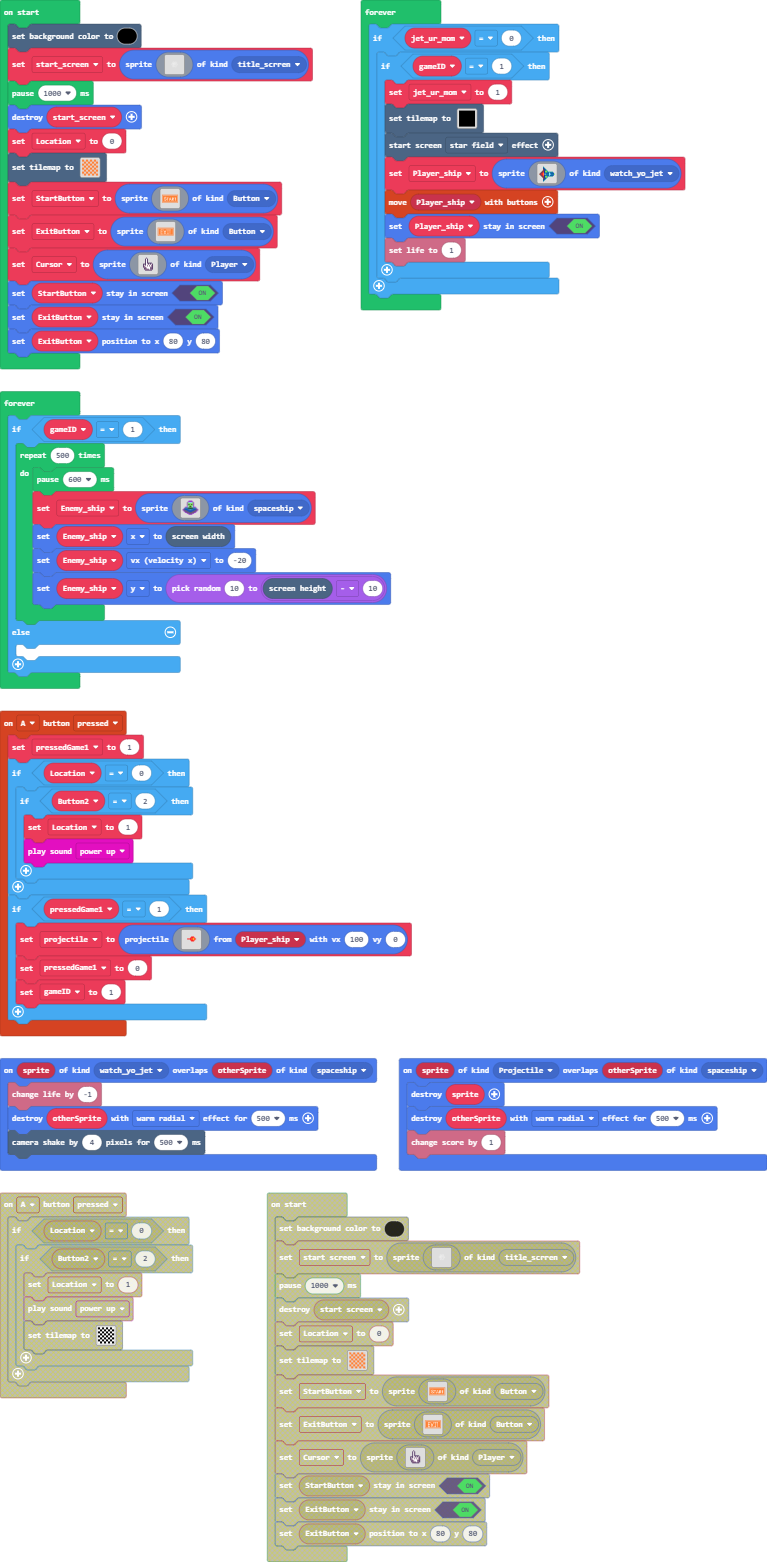 on start
set background color to
set start_screen to sprite of kind title_scrren
pause 1000 ms
destroy start_screen
set Location to 0
set tilemap to
set StartButton to sprite of kind Button
set ExitButton to sprite of kind Button
set Cursor to sprite of kind Player
set StartButton stay in screen ON
set ExitButton stay in screen ON
set ExitButton position to x 80 y 80
forever
if jet_ur_mom = 0 then
if gameID = 1 then
set jet_ur_mom to 1
set tilemap to
start screen star field effect
set Player_ship to sprite of kind watch_yo_jet
move Player_ship with buttons
set Player_ship stay in screen ON
set life to 1
forever
if gameID = 1 then
repeat 500 times
do
pause 600 ms
set Enemy_ship to sprite of kind spaceship
set Enemy_ship x to screen width
set Enemy_ship vx (velocity x) to -20
set Enemy_ship y to pick random 10 to screen height - 10
else
on A button pressed
set pressedGame1 to 1
if Location = 0 then
if Button2 = 2 then
set Location to 1
play sound power up
if pressedGame1 = 1 then
set projectile to projectile from Player_ship with vx 100 vy 0
set pressedGame1 to 0
set gameID to 1
on sprite of kind watch_yo_jet overlaps otherSprite of kind spaceship
change life by -1
destroy otherSprite with warm radial effect for 500 ms
camera shake by 4 pixels for 500 ms
on sprite of kind Projectile overlaps otherSprite of kind spaceship
destroy sprite
destroy otherSprite with warm radial effect for 500 ms
change score by 1
on A button pressed
if Location = 0 then
if Button2 = 2 then
set Location to 1
play sound power up
set tilemap to
on start
set background color to
set start screen to sprite of kind title_scrren
pause 1000 ms
destroy start screen
set Location to 0
set tilemap to
set StartButton to sprite of kind Button
set ExitButton to sprite of kind Button
set Cursor to sprite of kind Player
set StartButton stay in screen ON
set ExitButton stay in screen ON
set ExitButton position to x 80 y 80